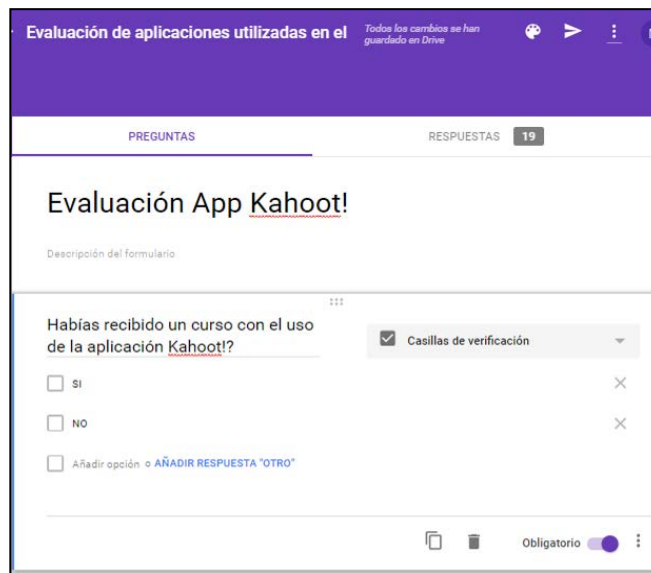 Evaluación de aplicaciones utilizadas en el
Todos los cambios se han
guardado en Drive
PREGUNTAS
RESPUESTAS 19
Evaluación App Kahoot!
Descripción del formulario
Habías recibido un curso con el uso
de la aplicación Kahoot!?
Casillas de verificación
SI
NO
Añadir opción o AÑADIR RESPUESTA "OTRO"
Obligatorio